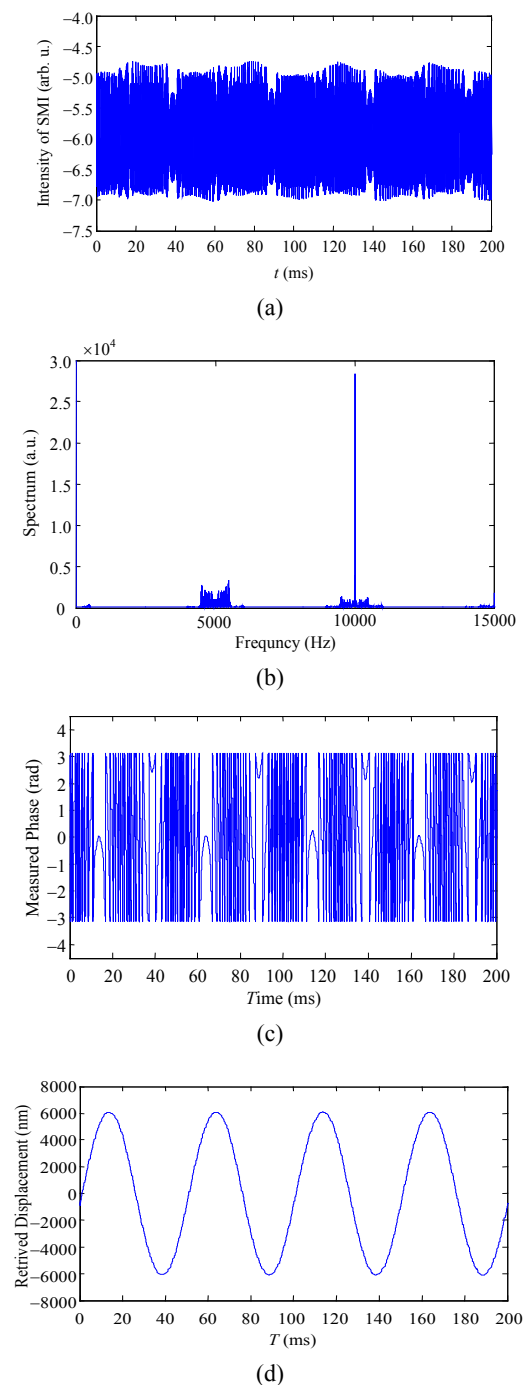 −4.0
−4.5
−5.0
−5.5
−6.0
−6.5
−7.0
−7.5
Intensity of SMI (arb. u.)
0 20 40 60 80 100 120 140 160 180 200
t (ms)
(a)
×10⁴
3.0
2.5
2.0
1.5
1.0
0.5
0
Spectrum (a.u.)
0 5000 10000 15000
Frequncy (Hz)
(b)
4
3
2
1
0
−1
−2
−3
−4
Measured Phase (rad)
0 20 40 60 80 100 120 140 160 180 200
Time (ms)
(c)
8000
6000
4000
2000
0
−2000
−4000
−6000
−8000
Retrived Displacement (nm)
0 20 40 60 80 100 120 140 160 180 200
T (ms)
(d)